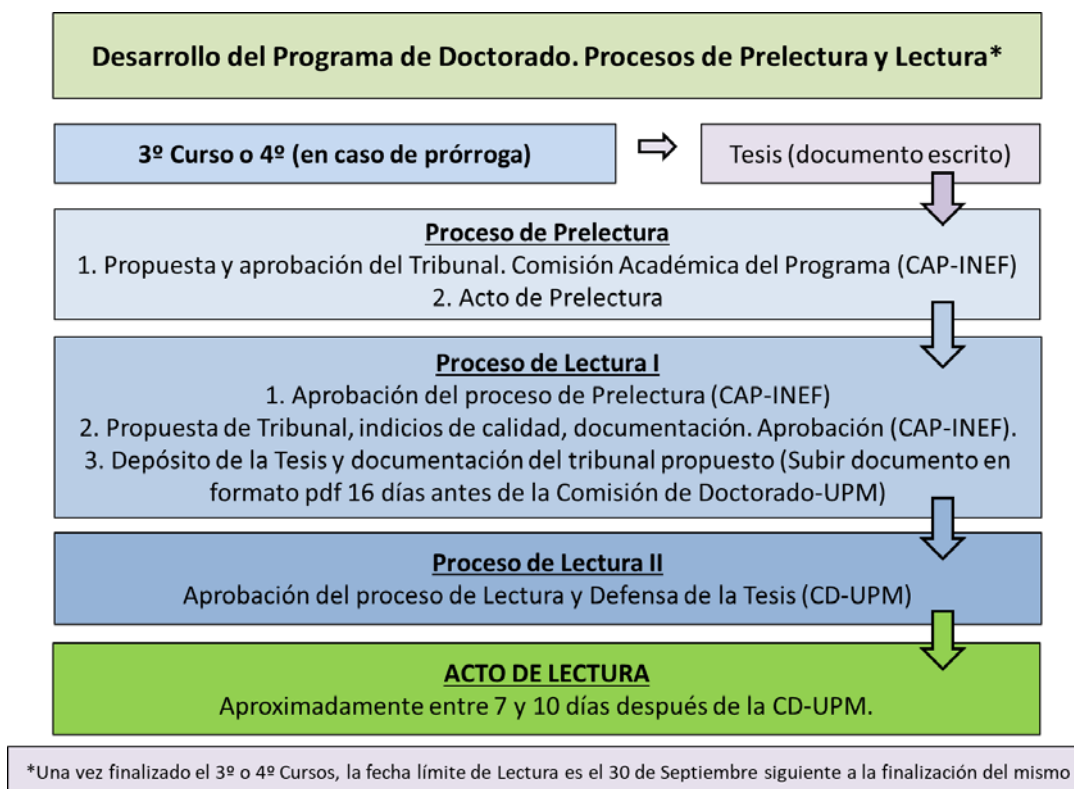 Desarrollo del Programa de Doctorado. Procesos de Prelectura y Lectura*
3º Curso o 4º (en caso de prórroga)
Tesis (documento escrito)
Proceso de Prelectura
1. Propuesta y aprobación del Tribunal. Comisión Académica del Programa (CAP-INEF)
2. Acto de Prelectura
Proceso de Lectura I
1. Aprobación del proceso de Prelectura (CAP-INEF)
2. Propuesta de Tribunal, indicios de calidad, documentación. Aprobación (CAP-INEF).
3. Depósito de la Tesis y documentación del tribunal propuesto (Subir documento en
formato pdf 16 días antes de la Comisión de Doctorado-UPM)
Proceso de Lectura II
Aprobación del proceso de Lectura y Defensa de la Tesis (CD-UPM)
ACTO DE LECTURA
Aproximadamente entre 7 y 10 días después de la CD-UPM.
*Una vez finalizado el 3º o 4º Cursos, la fecha límite de Lectura es el 30 de Septiembre siguiente a la finalización del mismo